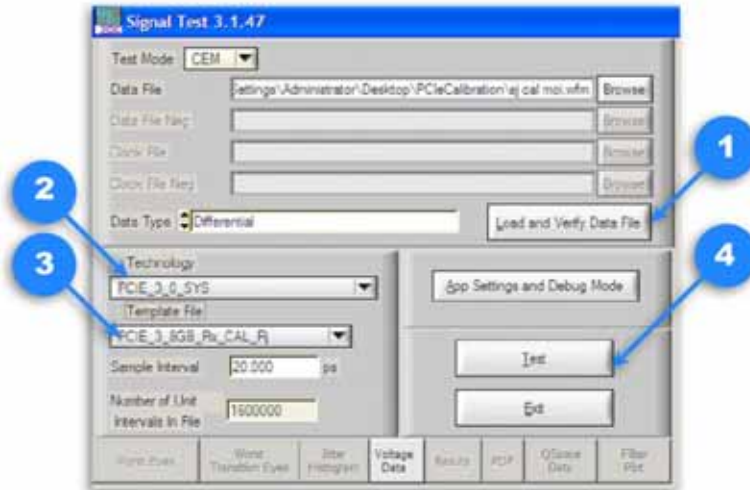 Signal Test 3.1.47
Test Mode CEM
Data File Settings\Administrator\Desktop\PCIeCalibration\ej cal moi.wfm Browse
Data File Neg Browse
Clock File Browse
Clock File Neg Browse
1
2
Data Type Differential Load and Verify Data File
3
Technology
4
PCIE_3_0_SYS App Settings and Debug Mode
Template File
PCIE_3_8GB_Rx_CAL_Rj
Sample Interval 20.000 ps Test
Number of Unit Intervals In File 1600000 Exit
Worst Eyes Worst Transition Eyes Jitter Histogram Voltage Data Results PDF QSpace Data Filter Plot